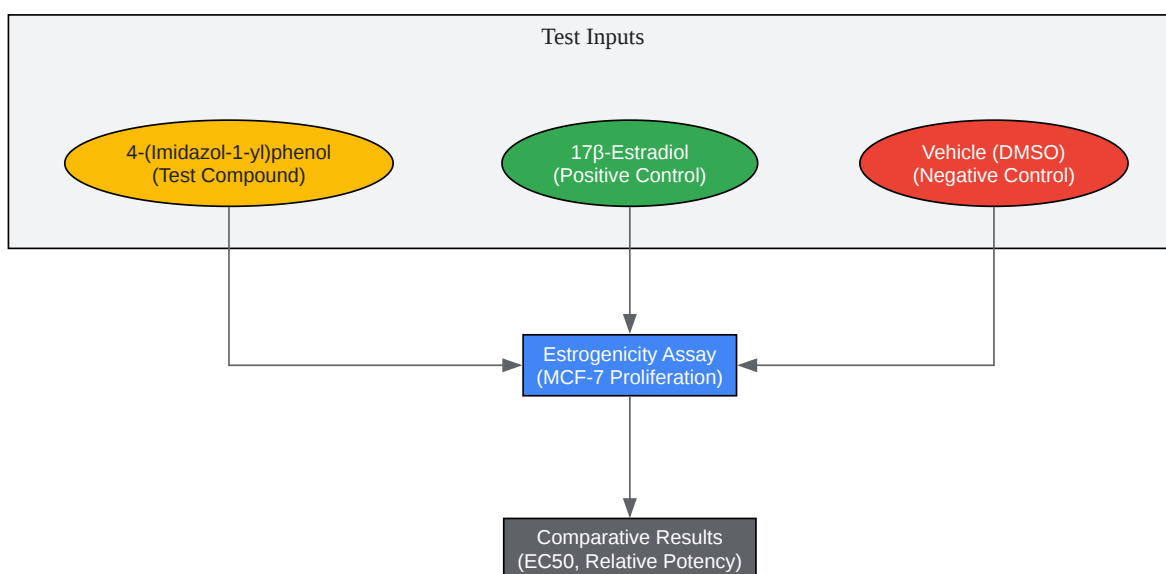 Test Inputs
4-(Imidazol-1-yl)phenol
(Test Compound)
17β-Estradiol
(Positive Control)
Vehicle (DMSO)
(Negative Control)
Estrogenicity Assay
(MCF-7 Proliferation)
Comparative Results
(EC50, Relative Potency)